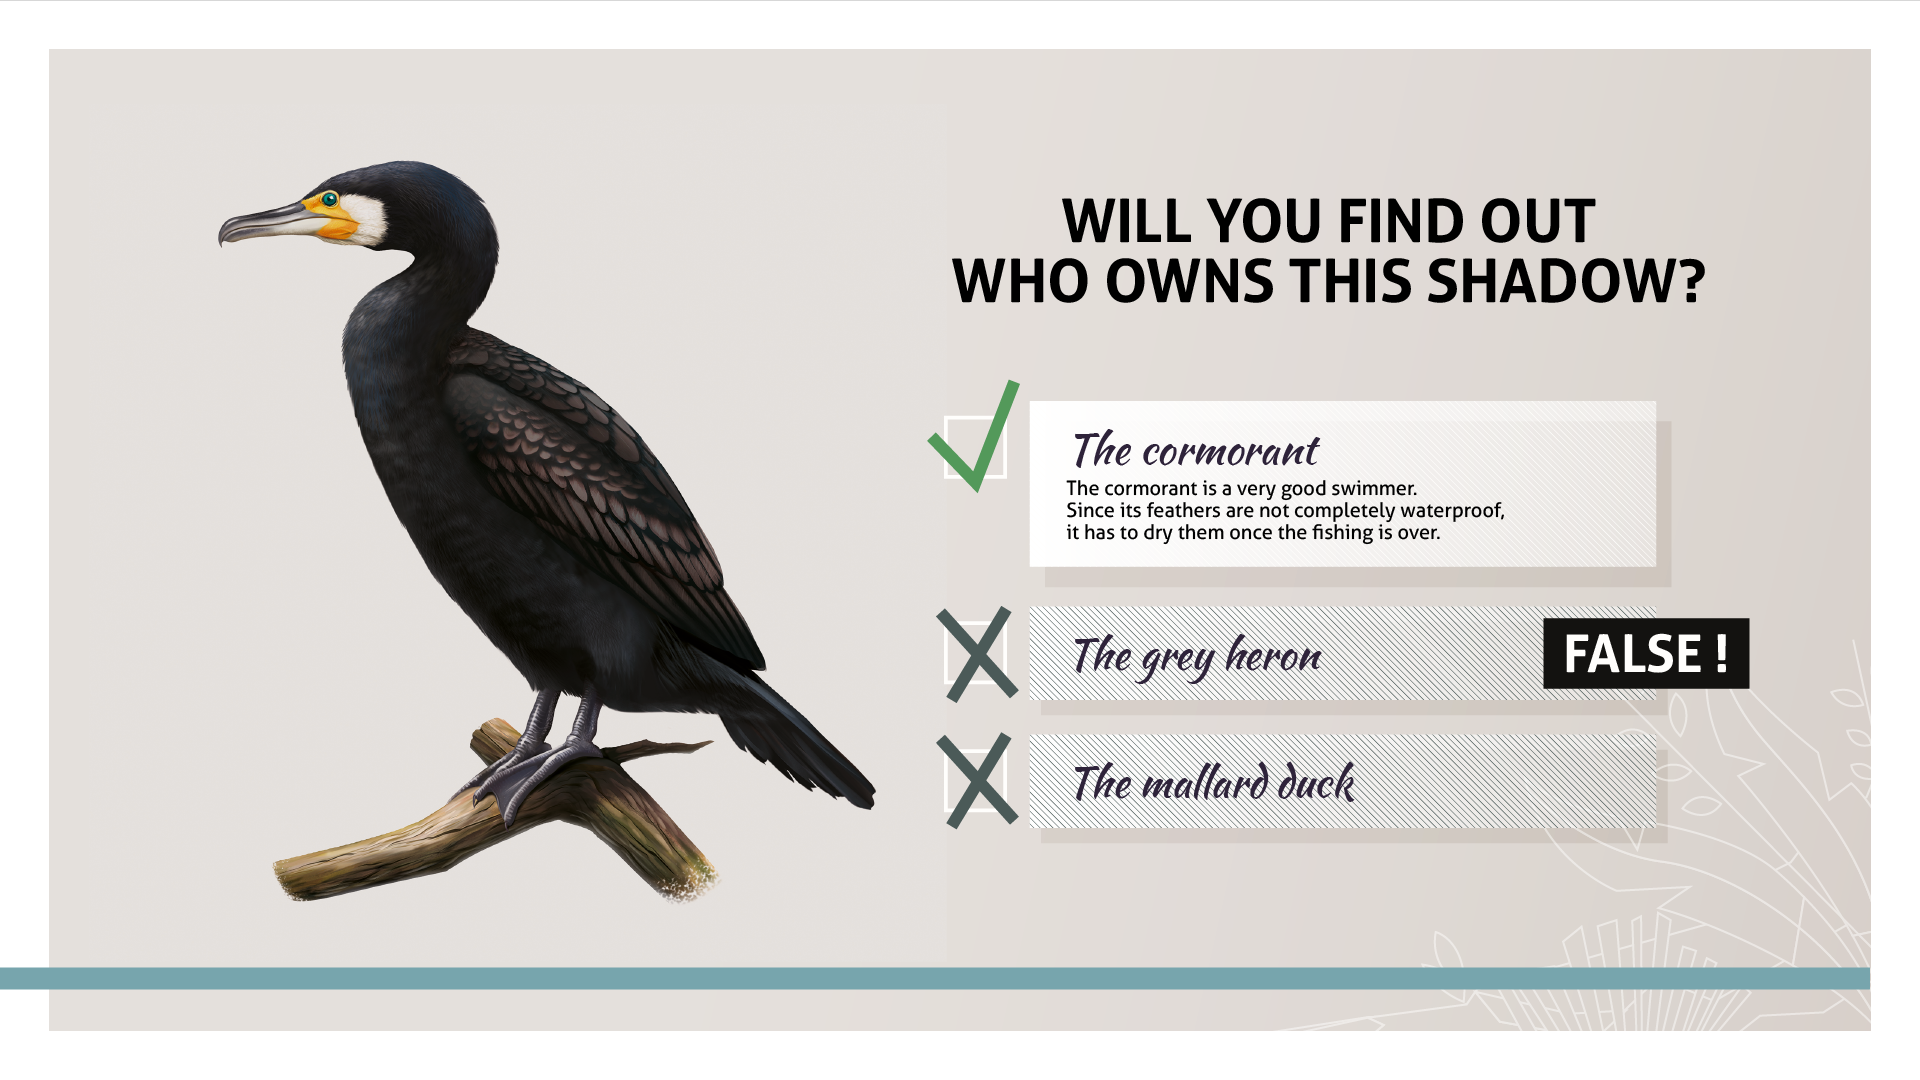 WILL YOU FIND OUT
WHO OWNS THIS SHADOW?
The cormorant
The cormorant is a very good swimmer.
Since its feathers are not completely waterproof,
it has to dry them once the fishing is over.
The grey heron
FALSE !
The mallard duck